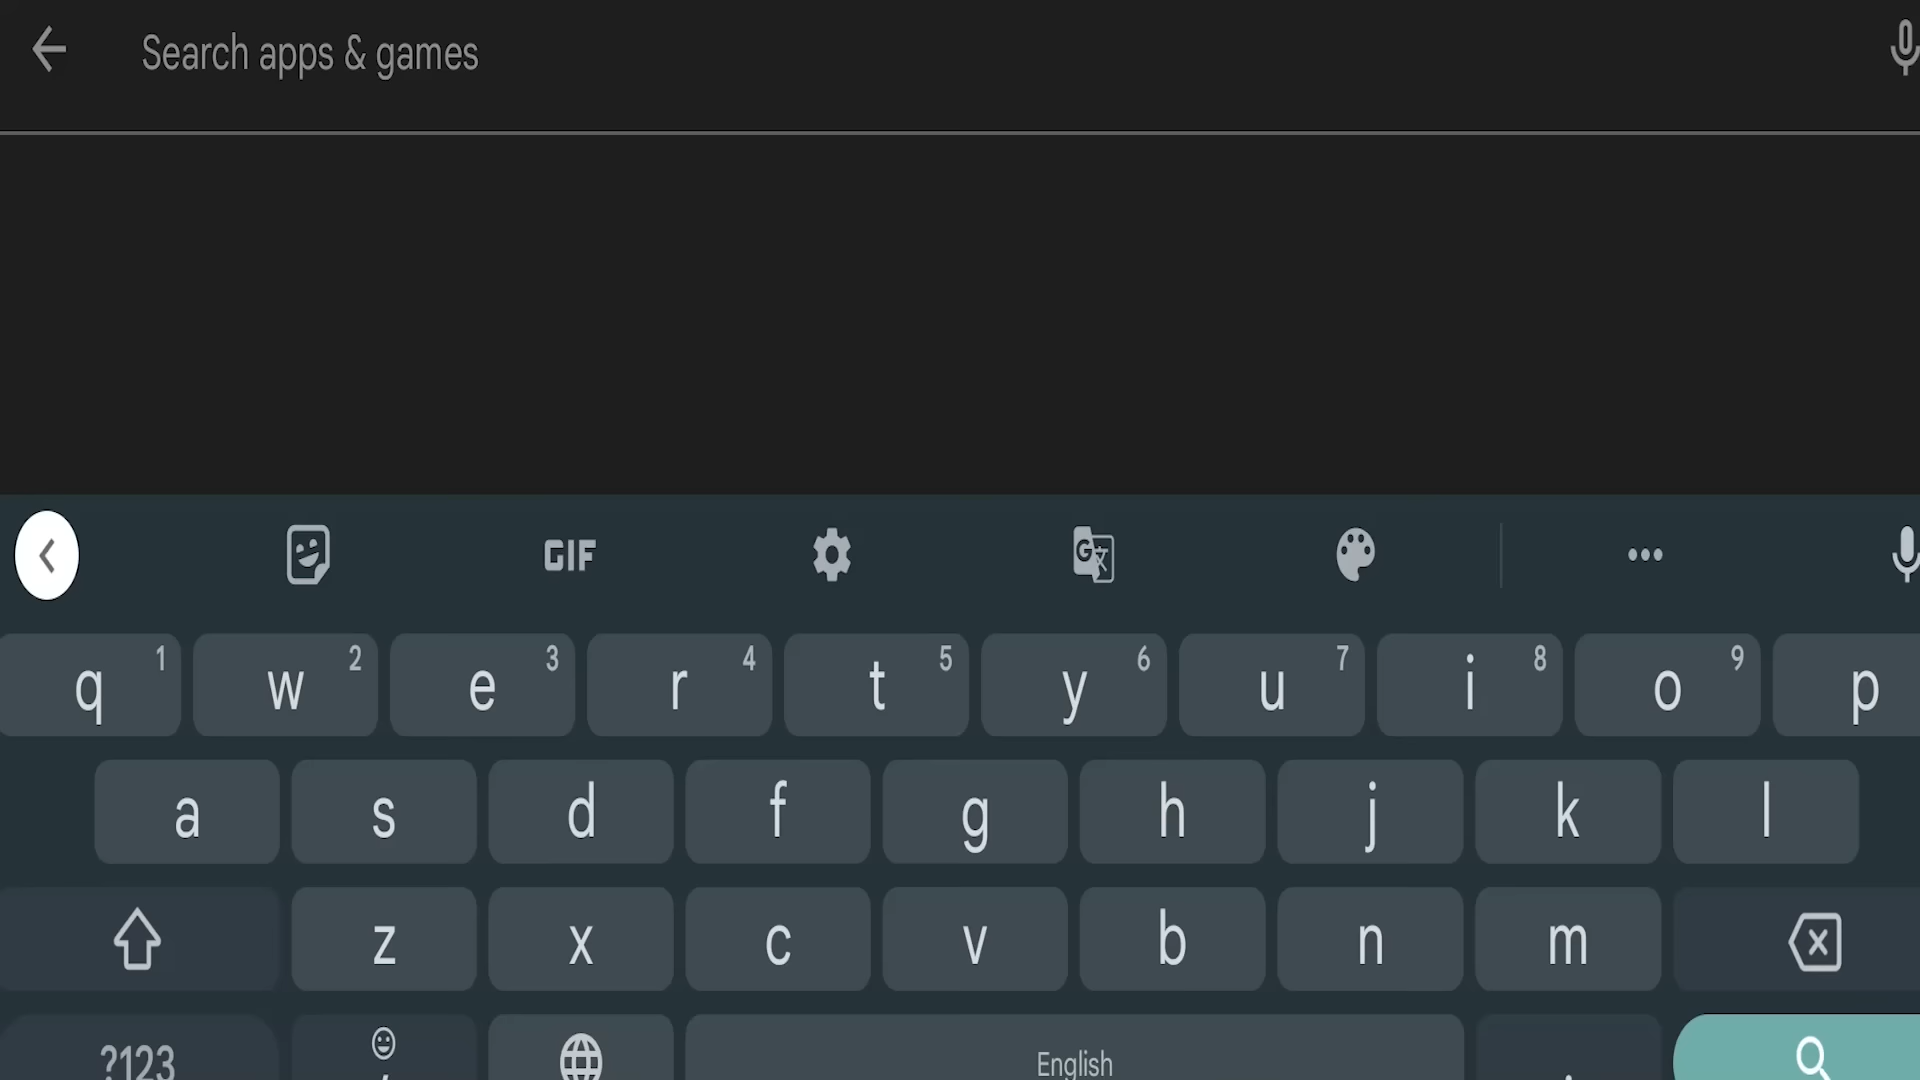 Search apps & games
GIF
G
q 1 w 2 e 3 r 4 t 5 y 6 u 7 i 8 o 9 p
a s d f g h j k l
z x c v b n m
?123 , English .